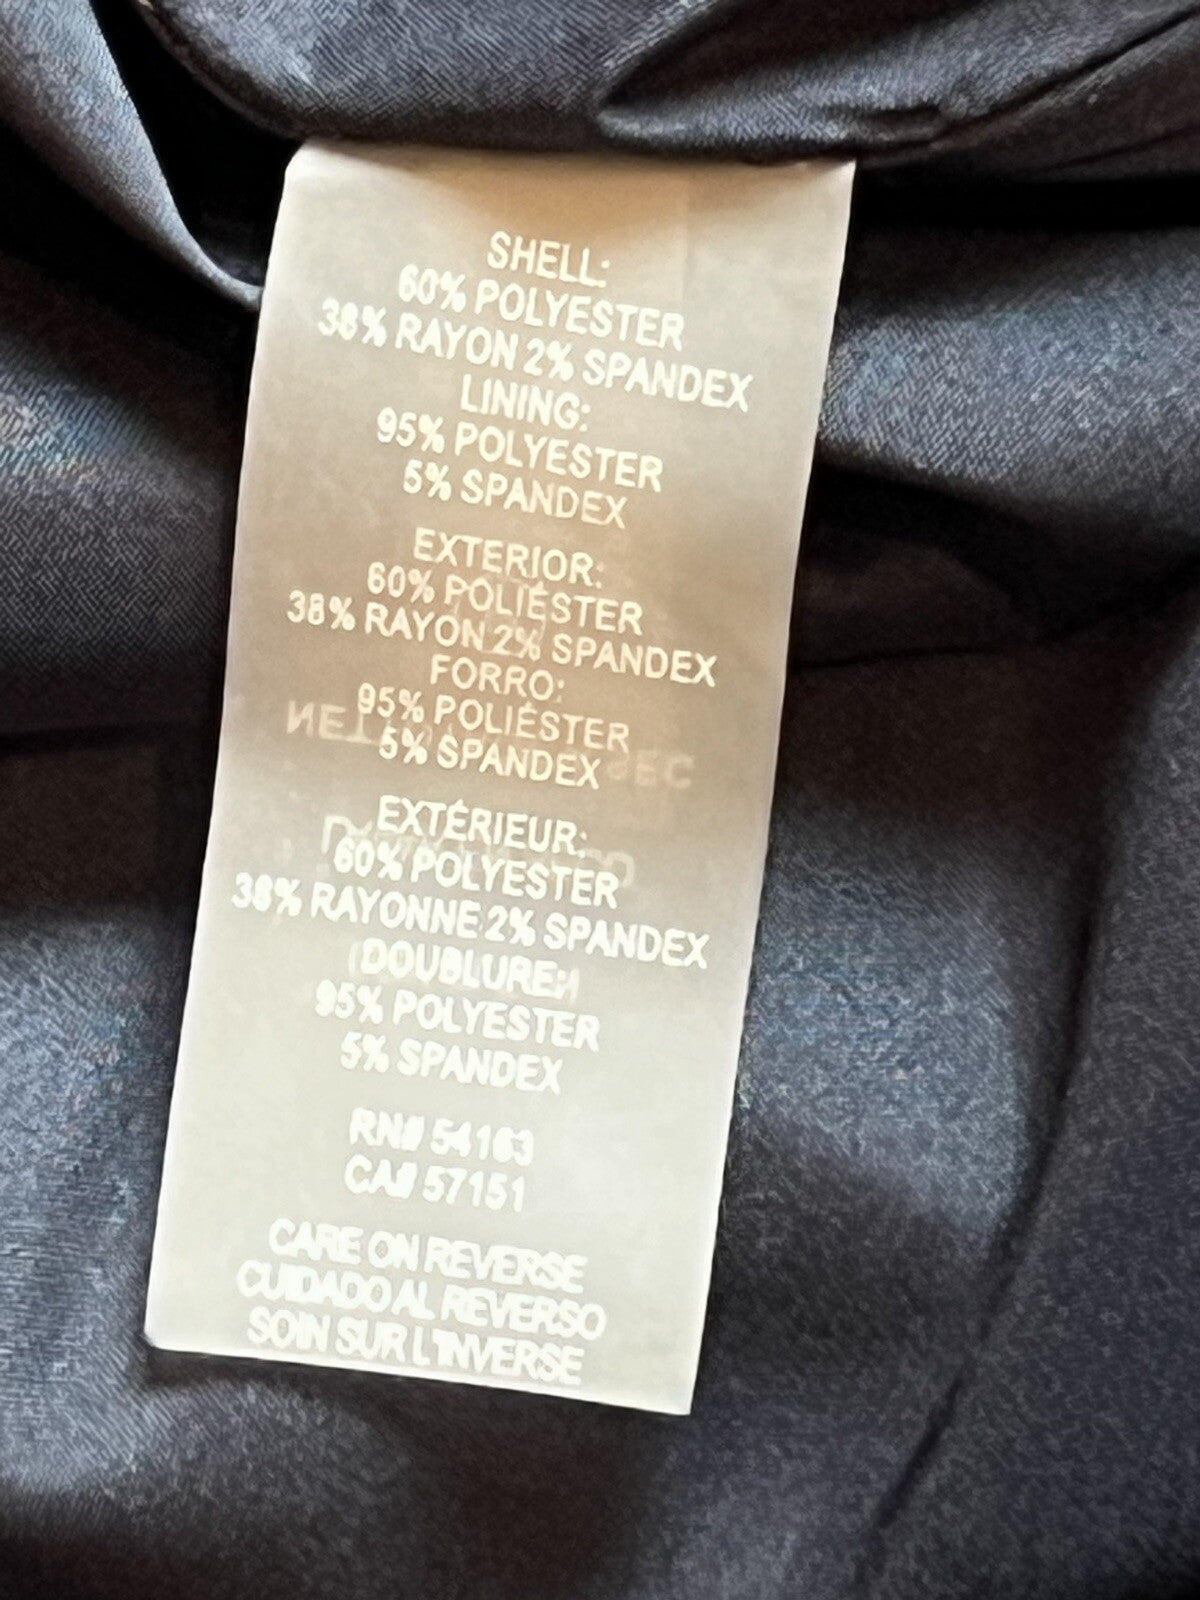 SHELL:
60% POLYESTER
38% RAYON 2% SPANDEX
LINING:
95% POLYESTER
5% SPANDEX
EXTERIOR:
60% POLIÉSTER
38% RAYON 2% SPANDEX
FORRO:
95% POLIÉSTER
5% SPANDEX
EXTÉRIEUR:
60% POLYESTER
38% RAYONNE 2% SPANDEX
DOUBLURE:
95% POLYESTER
5% SPANDEX
RN# 54163
CA# 57151
CARE ON REVERSE
CUIDADO AL REVERSO
SOIN SUR L'INVERSE